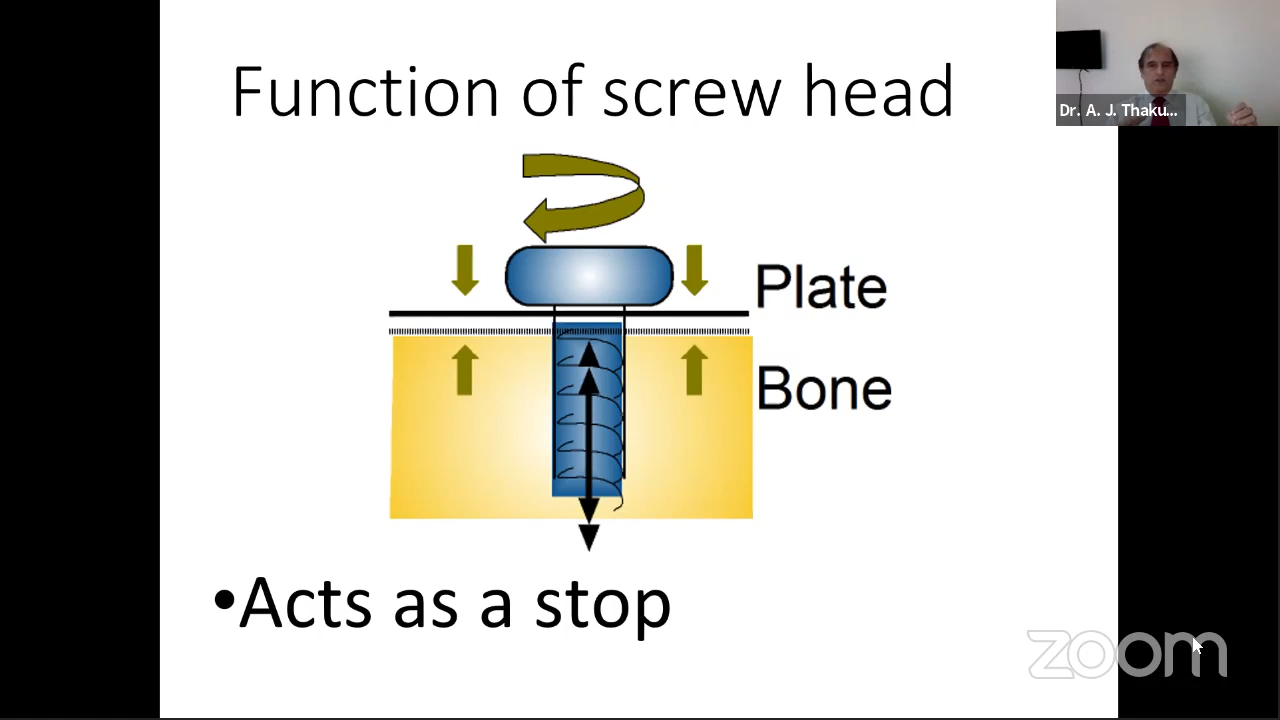 Function of screw head
Dr. A. J. Thaku...
Plate
Bone
•Acts as a stop
zoom